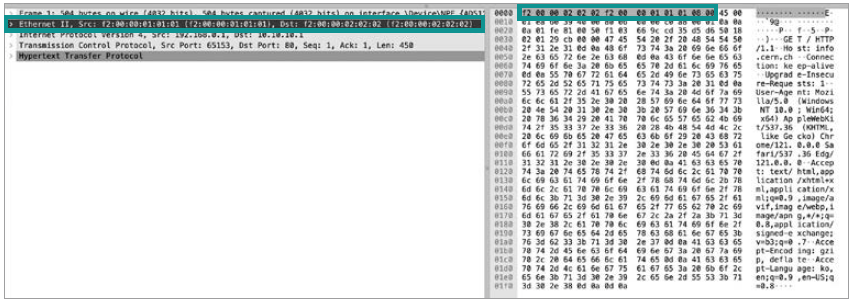 Frame 1: 504 bytes on wire (4032 bits), 504 bytes captured (4032 bits) on interface \Device\NPF_{AD51
> Ethernet II, Src: f2:00:00:01:01:01 (f2:00:00:01:01:01), Dst: f2:00:00:02:02:02 (f2:00:00:02:02:02)
Internet Protocol Version 4, Src: 192.168.0.1, Dst: 10.10.10.1
> Transmission Control Protocol, Src Port: 65153, Dst Port: 80, Seq: 1, Ack: 1, Len: 450
> Hypertext Transfer Protocol
0000 f2 00 00 02 02 02 f2 00 00 01 01 01 08 00 45 00 ········ ······E·
0010
0020 0a 01 fe 81 00 50 f1 03 66 9c cd 35 d5 d6 50 18 ·····P·· f··5··P·
0030 02 01 29 cb 00 00 47 45 54 20 2f 20 48 54 54 50 ··)···GE T / HTTP
0040 2f 31 2e 31 0d 0a 48 6f 73 74 3a 20 69 6e 66 6f /1.1··Ho st: info
0050 2e 63 65 72 6e 2e 63 68 0d 0a 43 6f 6e 6e 65 63 .cern.ch ··Connec
0060 74 69 6f 6e 3a 20 6b 65 65 70 2d 61 6c 69 76 65 tion: ke ep-alive
0070 0d 0a 55 70 67 72 61 64 65 2d 49 6e 73 65 63 75 ··Upgrad e-Insecu
0080 72 65 2d 52 65 71 75 65 73 74 73 3a 20 31 0d 0a re-Reque sts: 1··
0090 55 73 65 72 2d 41 67 65 6e 74 3a 20 4d 6f 7a 69 User-Age nt: Mozi
00a0 6c 6c 61 2f 35 2e 30 20 28 57 69 6e 64 6f 77 73 lla/5.0 (Windows
00b0 20 4e 54 20 31 30 2e 30 3b 20 57 69 6e 36 34 3b NT 10.0 ; Win64;
00c0 20 78 36 34 29 20 41 70 70 6c 65 57 65 62 4b 69 x64) Ap pleWebKi
00d0 74 2f 35 33 37 2e 33 36 20 28 4b 48 54 4d 4c 2c t/537.36 (KHTML,
00e0 20 6c 69 6b 65 20 47 65 63 6b 6f 29 20 43 68 72 like Ge cko) Chr
00f0 6f 6d 65 2f 31 32 31 2e 30 2e 30 2e 30 20 53 61 ome/121. 0.0.0 Sa
0100 66 61 72 69 2f 35 33 37 2e 33 36 20 45 64 67 2f fari/537 .36 Edg/
0110 31 32 31 2e 30 2e 30 2e 30 0d 0a 41 63 63 65 70 121.0.0. 0··Accep
0120 74 3a 20 74 65 78 74 2f 68 74 6d 6c 2c 61 70 70 t: text/ html,app
0130 6c 69 63 61 74 69 6f 6e 2f 78 68 74 6d 6c 2b 78 lication /xhtml+x
0140 6d 6c 2c 61 70 70 6c 69 63 61 74 69 6f 6e 2f 78 ml,appli cation/x
0150 6d 6c 3b 71 3d 30 2e 39 2c 69 6d 61 67 65 2f 61 ml;q=0.9 ,image/a
0160 76 69 66 2c 69 6d 61 67 65 2f 77 65 62 70 2c 69 vif,imag e/webp,i
0170 6d 61 67 65 2f 61 70 6e 67 2c 2a 2f 2a 3b 71 3d mage/apn g,*/*;q=
0180 30 2e 38 2c 61 70 70 6c 69 63 61 74 69 6f 6e 2f 0.8,appl ication/
0190 73 69 67 6e 65 64 2d 65 78 63 68 61 6e 67 65 3b signed-e xchange;
01a0 76 3d 62 33 3b 71 3d 30 2e 37 0d 0a 41 63 63 65 v=b3;q=0 .7··Acce
01b0 70 74 2d 45 6e 63 6f 64 69 6e 67 3a 20 67 7a 69 pt-Encod ing: gzi
01c0 70 2c 20 64 65 66 6c 61 74 65 0d 0a 41 63 63 65 p, defla te··Acce
01d0 70 74 2d 4c 61 6e 67 75 61 67 65 3a 20 6b 6f 2c pt-Langu age: ko,
01e0 65 6e 3b 71 3d 30 2e 39 2c 65 6e 2d 55 53 3b 71 en;q=0.9 ,en-US;q
01f0 3d 30 2e 38 0d 0a 0d 0a =0.8····